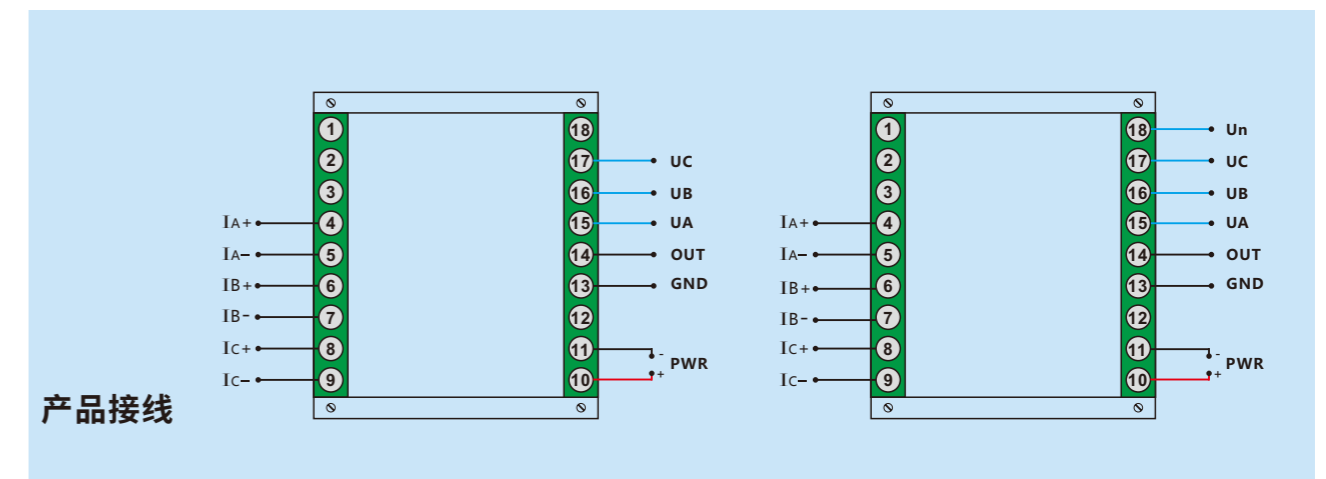 1 18 1 18 Un
2 17 UC 2 17 UC
3 16 UB 3 16 UB
IA+ 4 15 UA IA+ 4 15 UA
IA− 5 14 OUT IA− 5 14 OUT
IB+ 6 13 GND IB+ 6 13 GND
IB- 7 12 IB- 7 12
IC+ 8 11 - PWR IC+ 8 11 - PWR
IC− 9 10 + IC− 9 10 +
产品接线